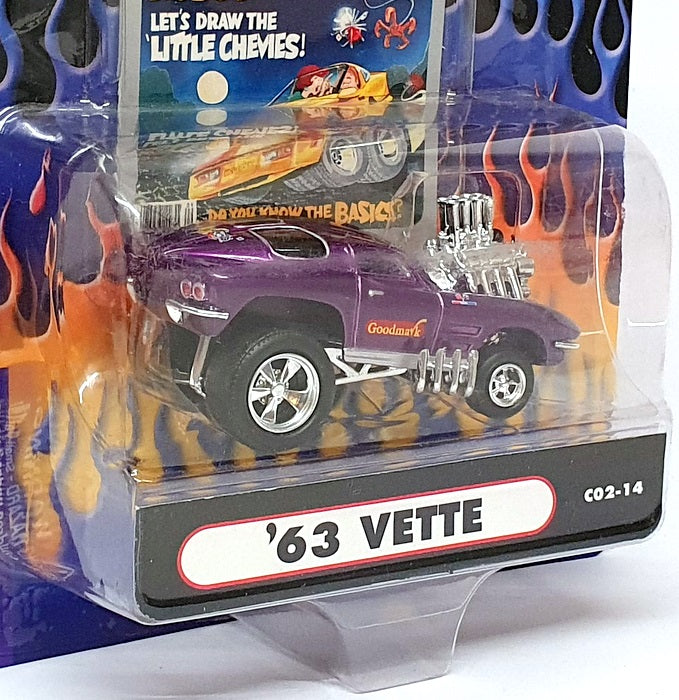 LET'S DRAW THE
'LITTLE CHEVIES!
DO YOU KNOW THE BASICS?
Goodmark
'63 VETTE
C02-14